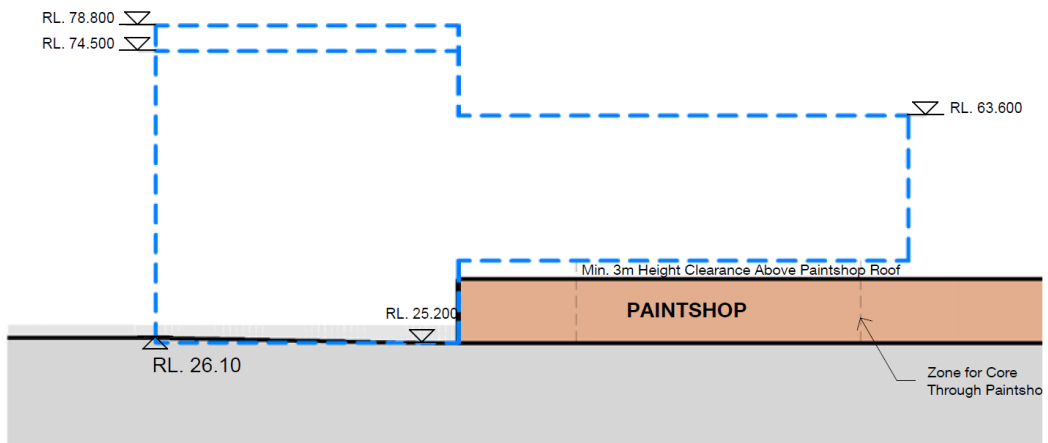 RL. 78.800
RL. 74.500
RL. 63.600
Min. 3m Height Clearance Above Paintshop Roof
PAINTSHOP
RL. 25.200
RL. 26.10
Zone for Core
Through Paintsho